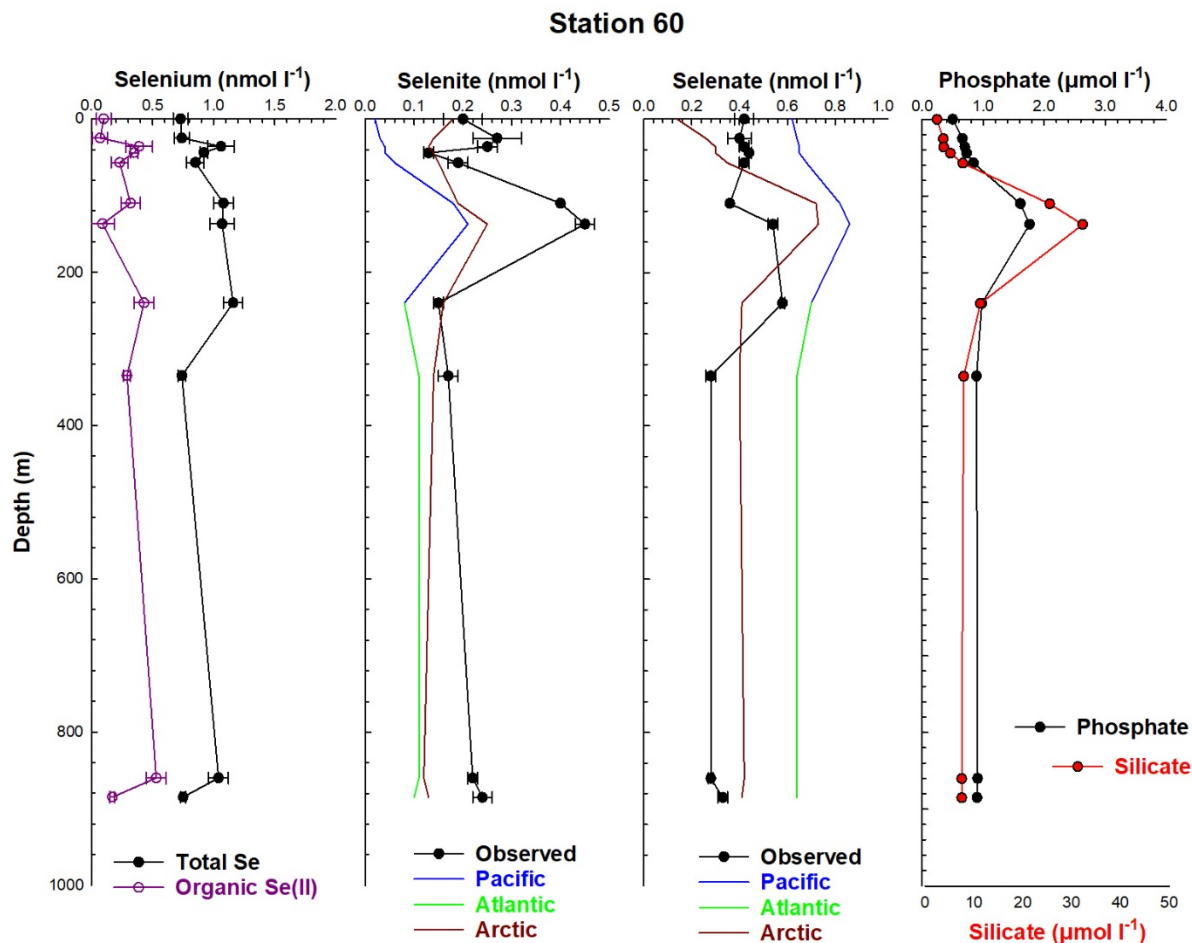 Station 60
Selenium (nmol l⁻¹)
0.0 0.5 1.0 1.5 2.0
Selenite (nmol l⁻¹)
0.0 0.1 0.2 0.3 0.4 0.5
Selenate (nmol l⁻¹)
0.0 0.2 0.4 0.6 0.8 1.0
Phosphate (µmol l⁻¹)
0.0 1.0 2.0 3.0 4.0
Depth (m)
0
200
400
600
800
1000
Total Se
Organic Se(II)
Observed
Pacific
Atlantic
Arctic
Observed
Pacific
Atlantic
Arctic
Phosphate
Silicate
0 10 20 30 40 50
Silicate (µmol l⁻¹)